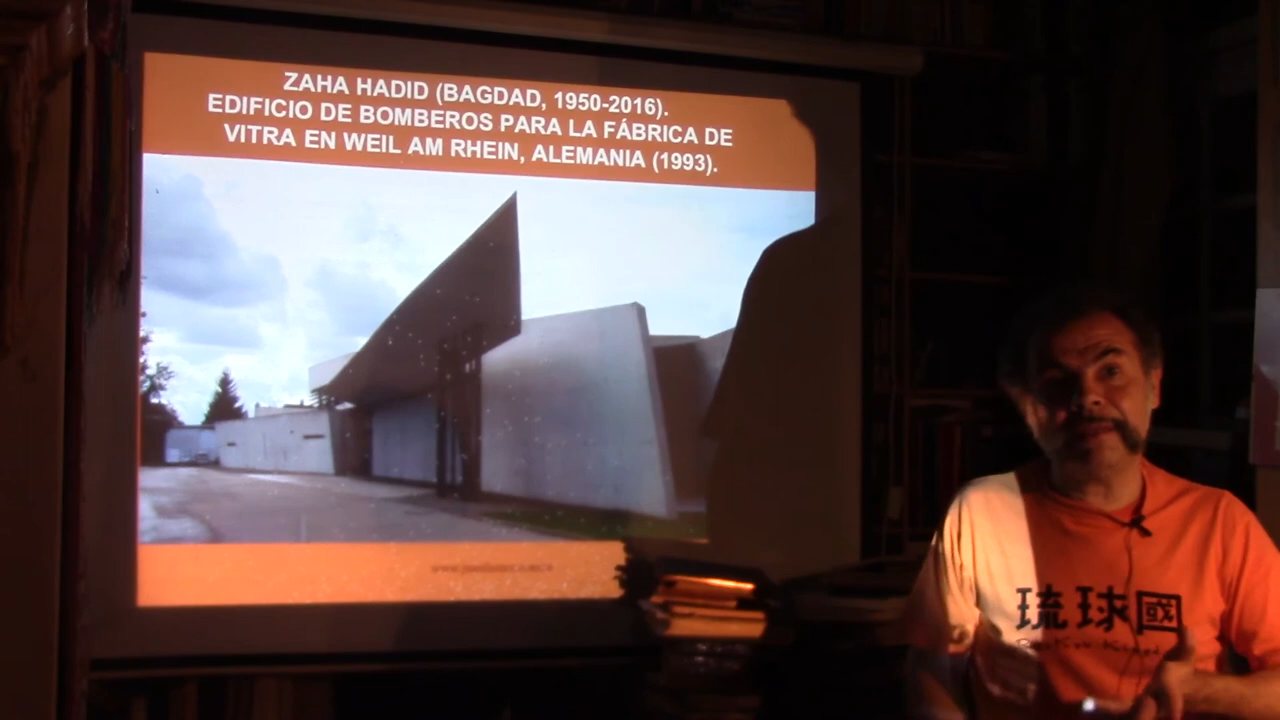 ZAHA HADID (BAGDAD, 1950-2016).
EDIFICIO DE BOMBEROS PARA LA FÁBRICA DE
VITRA EN WEIL AM RHEIN, ALEMANIA (1993).
琉球國